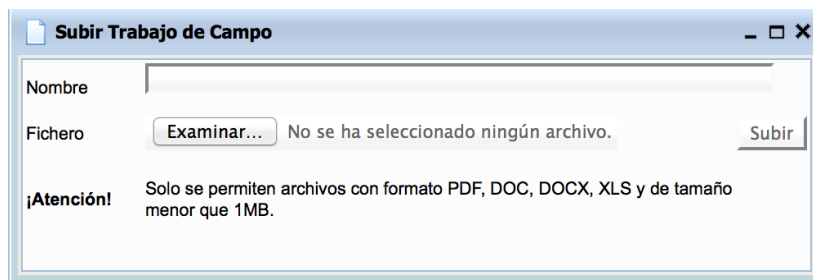 Subir Trabajo de Campo
Nombre
Fichero Examinar... No se ha seleccionado ningún archivo. Subir
¡Atención! Solo se permiten archivos con formato PDF, DOC, DOCX, XLS y de tamaño
menor que 1MB.